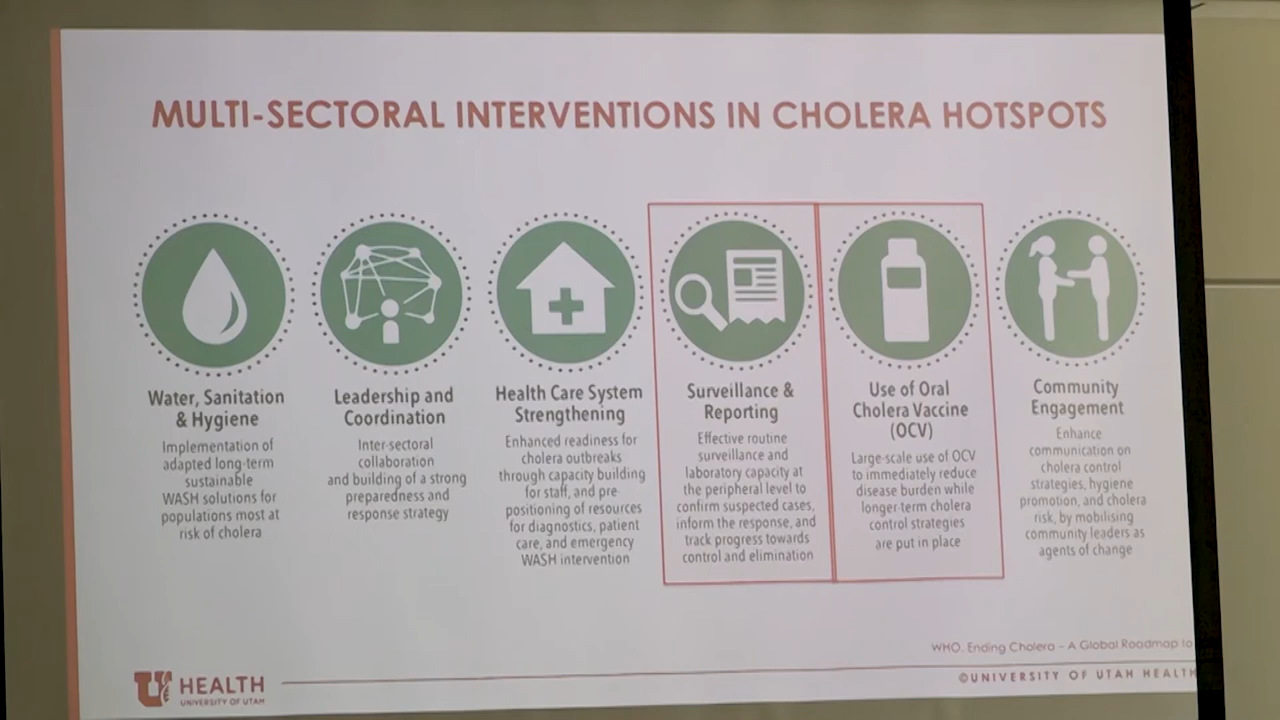 MULTI-SECTORAL INTERVENTIONS IN CHOLERA HOTSPOTS
Water, Sanitation
& Hygiene
Implementation of
adapted long-term
sustainable
WASH solutions for
populations most at
risk of cholera
Leadership and
Coordination
Inter-sectoral
collaboration
and building of a strong
preparedness and
response strategy
Health Care System
Strengthening
Enhanced readiness for
cholera outbreaks
through capacity building
for staff, and pre-
positioning of resources
for diagnostics, patient
care, and emergency
WASH intervention
Surveillance &
Reporting
Effective routine
surveillance and
laboratory capacity at
the peripheral level to
confirm suspected cases,
inform the response, and
track progress towards
control and elimination
Use of Oral
Cholera Vaccine
(OCV)
Large-scale use of OCV
to immediately reduce
disease burden while
longer-term cholera
control strategies
are put in place
Community
Engagement
Enhance
communication on
cholera control
strategies, hygiene
promotion, and cholera
risk, by mobilising
community leaders as
agents of change
WHO, Ending Cholera – A Global Roadmap to
U HEALTH
UNIVERSITY OF UTAH
©UNIVERSITY OF UTAH HEALTH